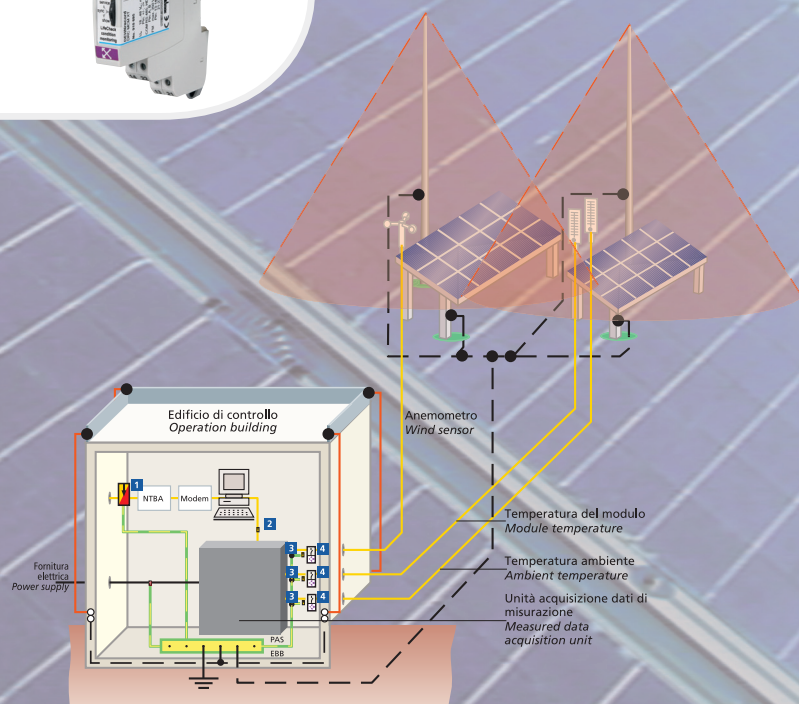 Edificio di controllo
Operation building
1
NTBA
Modem
2
3
4
3
4
3
4
Fornitura
elettrica
Power supply
PAS
EBB
Anemometro
Wind sensor
Temperatura del modulo
Module temperature
Temperatura ambiente
Ambient temperature
Unità acquisizione dati di
misurazione
Measured data
acquisition unit